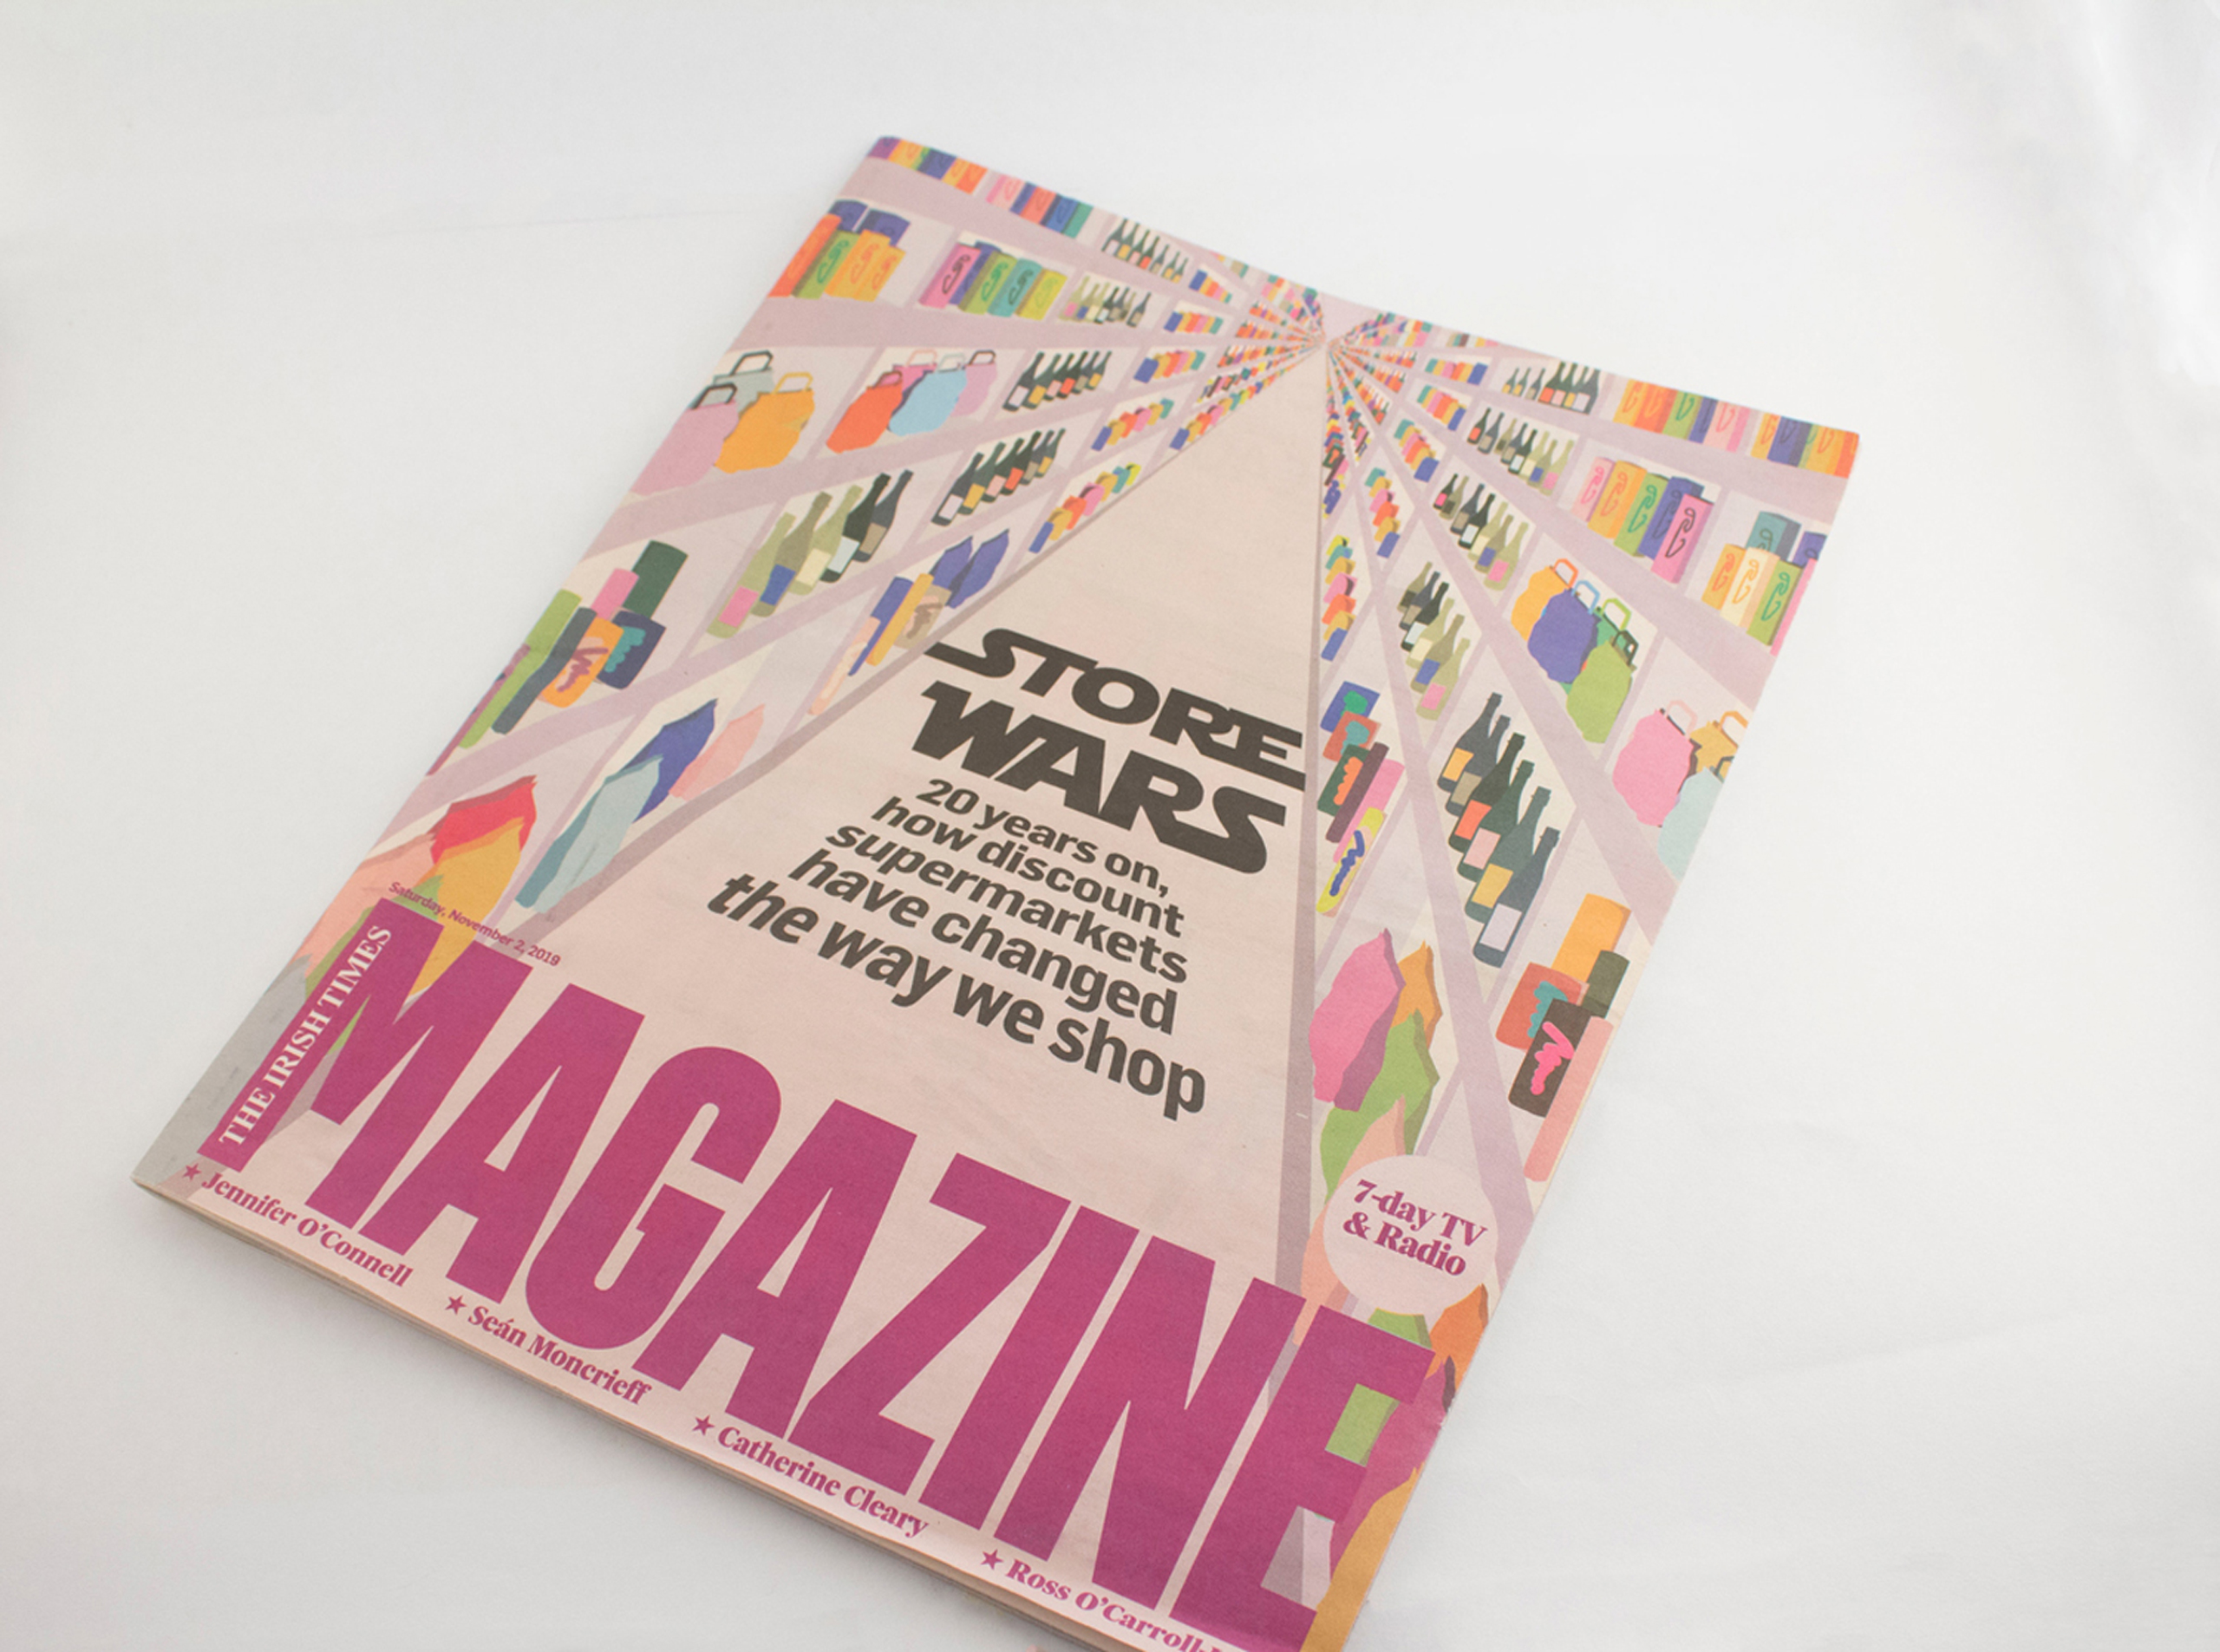 STORE
WARS
20 years on,
how discount
supermarkets
have changed
the way we shop
Saturday, November 2, 2019
THE IRISH TIMES
MAGAZINE
7-day TV
& Radio
★ Jennifer O'Connell
★ Seán Moncrieff
★ Catherine Cleary
★ Ross O'Carroll-